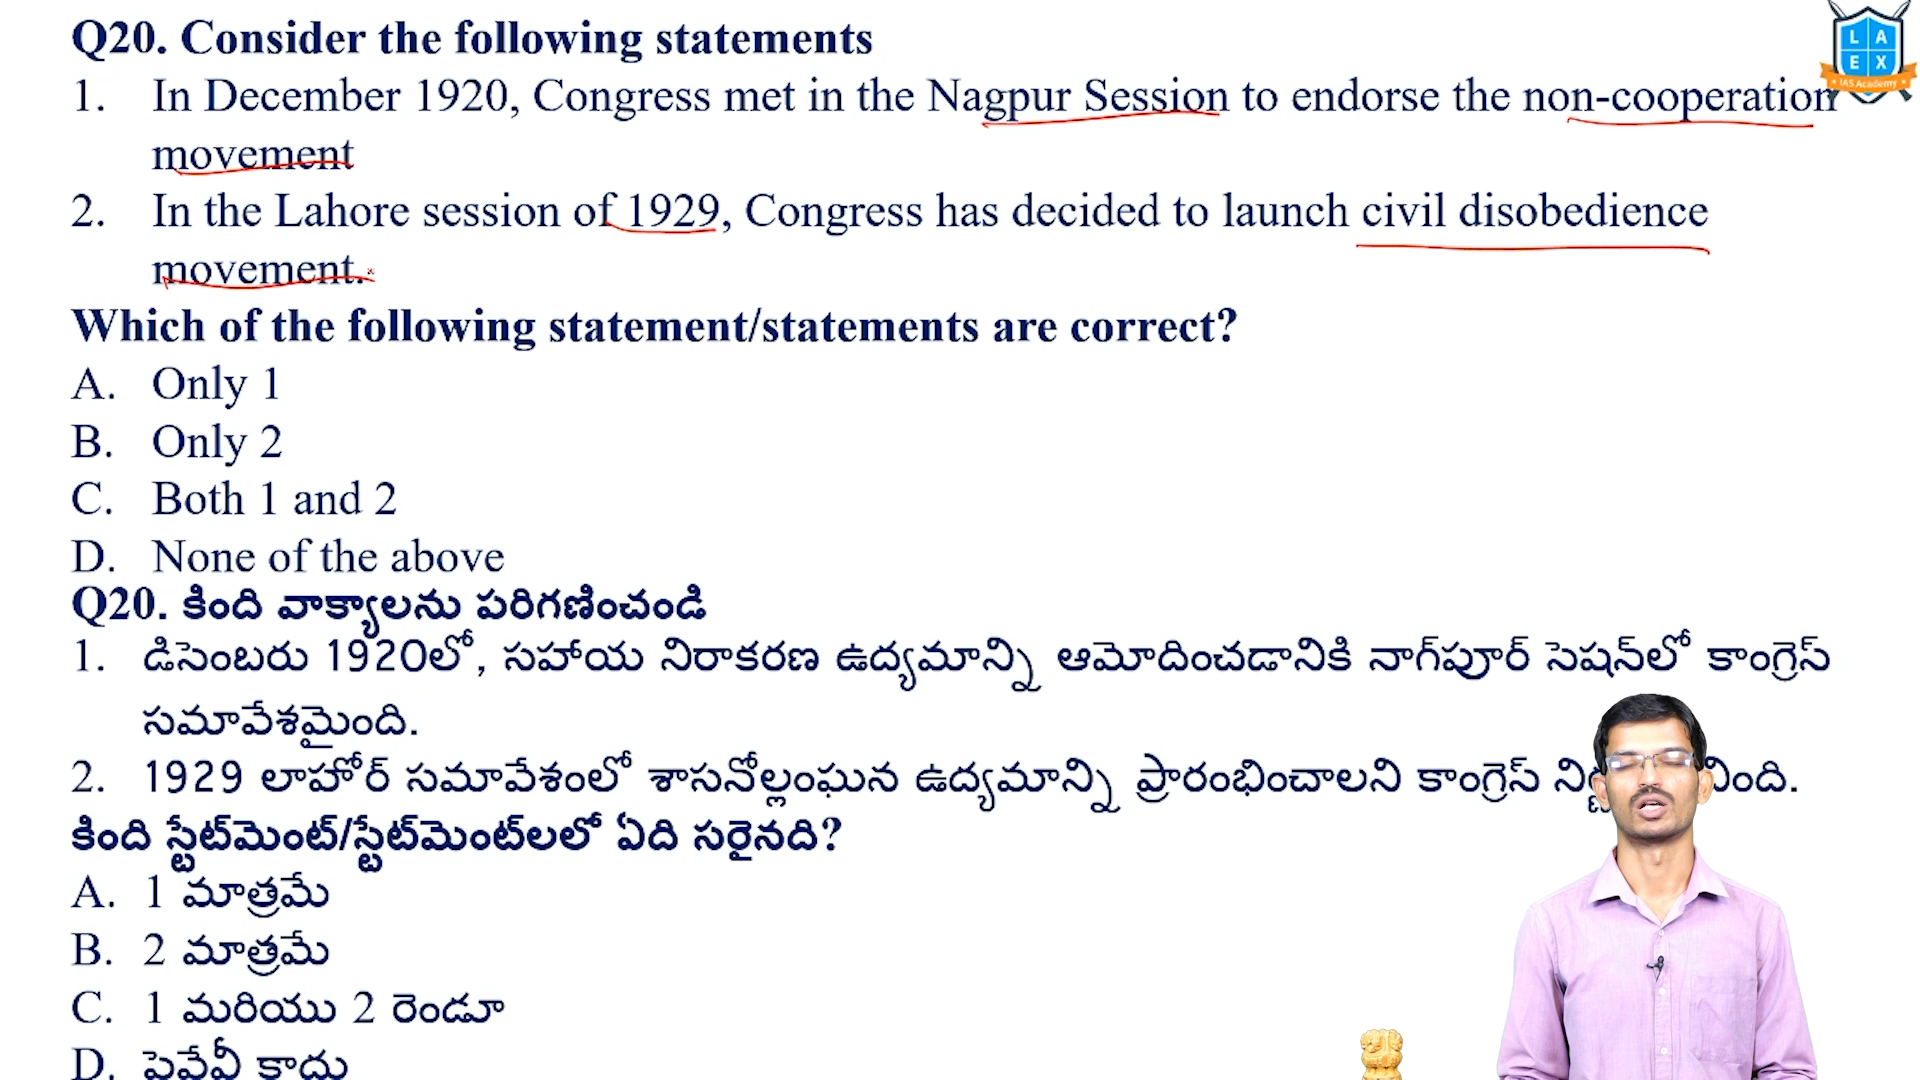 Q20. Consider the following statements
1. In December 1920, Congress met in the Nagpur Session to endorse the non-cooperation
movement
2. In the Lahore session of 1929, Congress has decided to launch civil disobedience
movement.
Which of the following statement/statements are correct?
A. Only 1
B. Only 2
C. Both 1 and 2
D. None of the above
Q20. కింది వాక్యాలను పరిగణించండి
1. డిసెంబరు 1920లో, సహాయ నిరాకరణ ఉద్యమాన్ని ఆమోదించడానికి నాగ్‌పూర్ సెషన్‌లో కాంగ్రెస్
సమావేశమైంది.
2. 1929 లాహోర్ సమావేశంలో శాసనోల్లంఘన ఉద్యమాన్ని ప్రారంభించాలని కాంగ్రెస్
కింది స్టేట్‌మెంట్/స్టేట్‌మెంట్‌లలో ఏది సరైనది?
A. 1 మాత్రమే
B. 2 మాత్రమే
C. 1 మరియు 2 రెండూ
D. పైవేవీ కాదు
LA
EX
IAS Academy